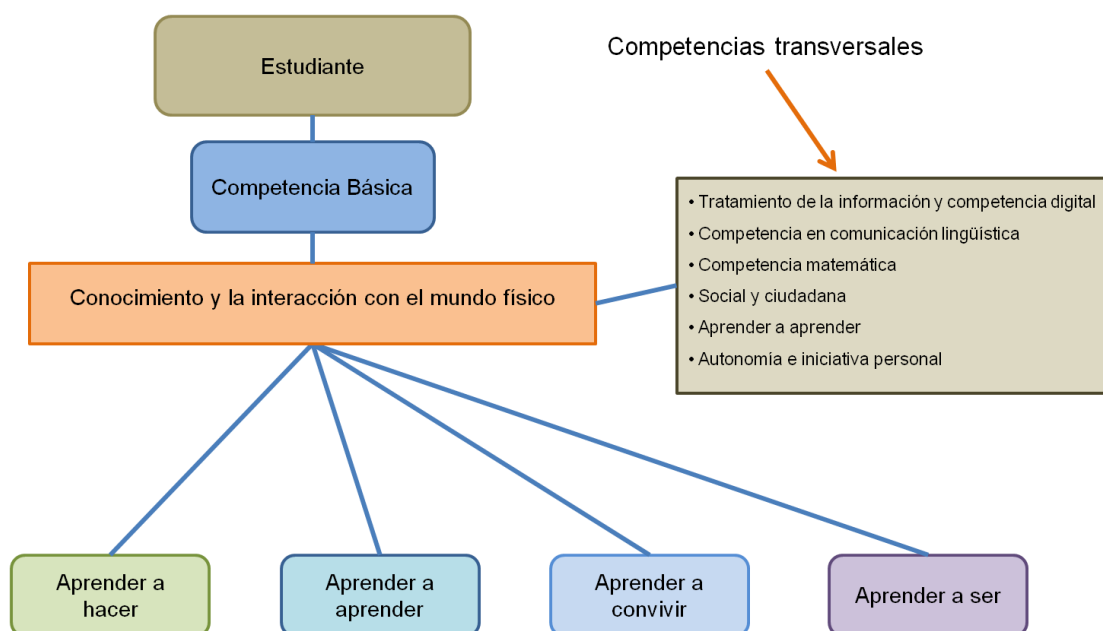 Estudiante
Competencias transversales
Competencia Básica
• Tratamiento de la información y competencia digital
• Competencia en comunicación lingüística
• Competencia matemática
• Social y ciudadana
• Aprender a aprender
• Autonomía e iniciativa personal
Conocimiento y la interacción con el mundo físico
Aprender a
hacer
Aprender a
aprender
Aprender a
convivir
Aprender a ser